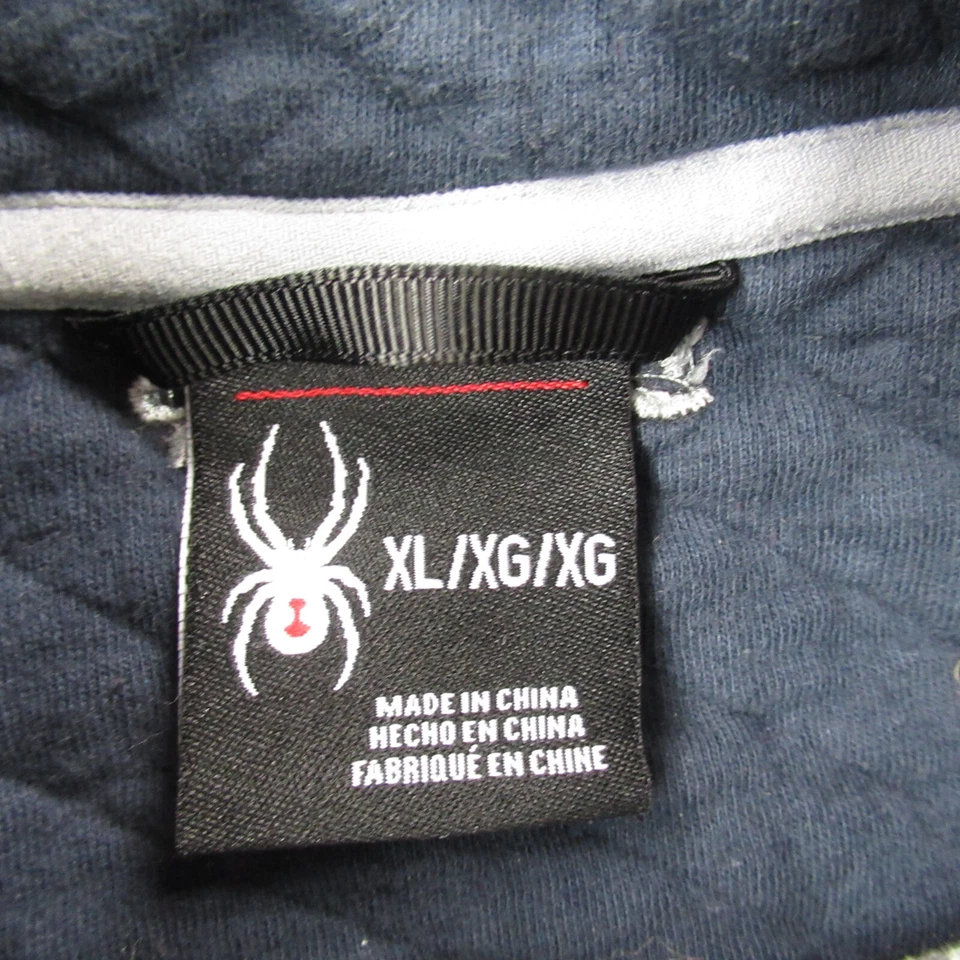 XL/XG/XG
MADE IN CHINA
HECHO EN CHINA
FABRIQUÉ EN CHINE